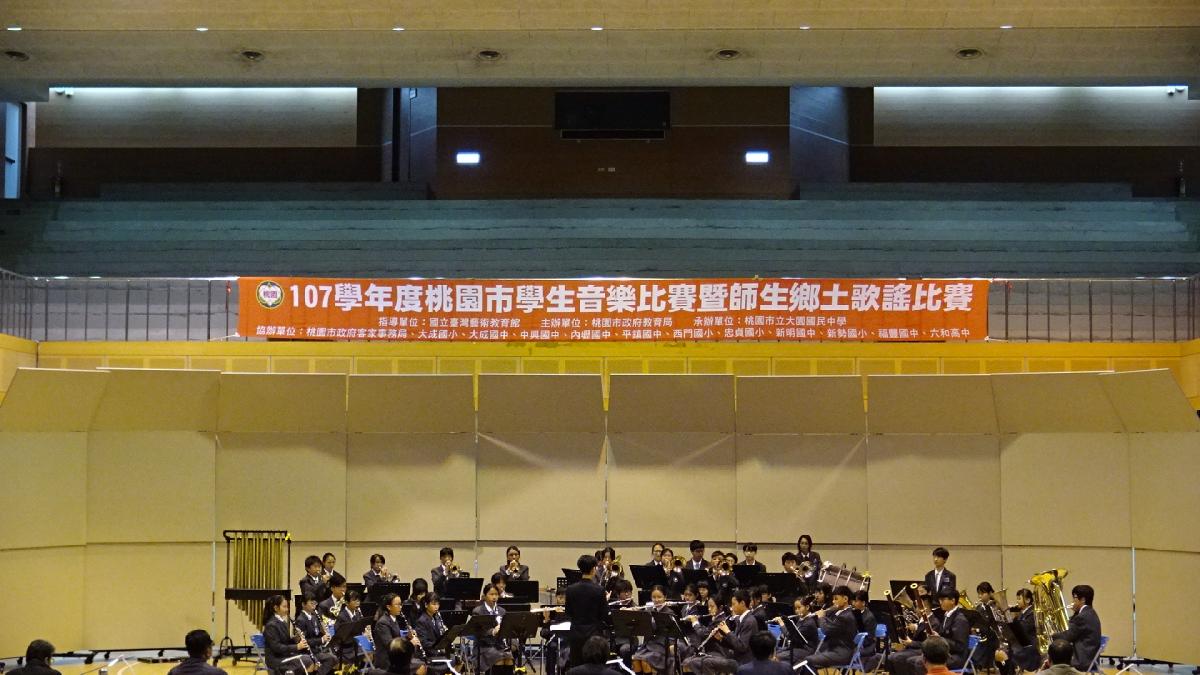 桃園
107學年度桃園市學生音樂比賽暨師生鄉土歌謠比賽
指導單位：國立臺灣藝術教育館 主辦單位：桃園市政府教育局 承辦單位：桃園市立大園國民中學
協辦單位：桃園市政府客家事務局、大成國小、大成國中、中興國中、內壢國中、平鎮國中、西門國小、忠貞國小、新明國中、新勢國小、福豐國中、六和高中